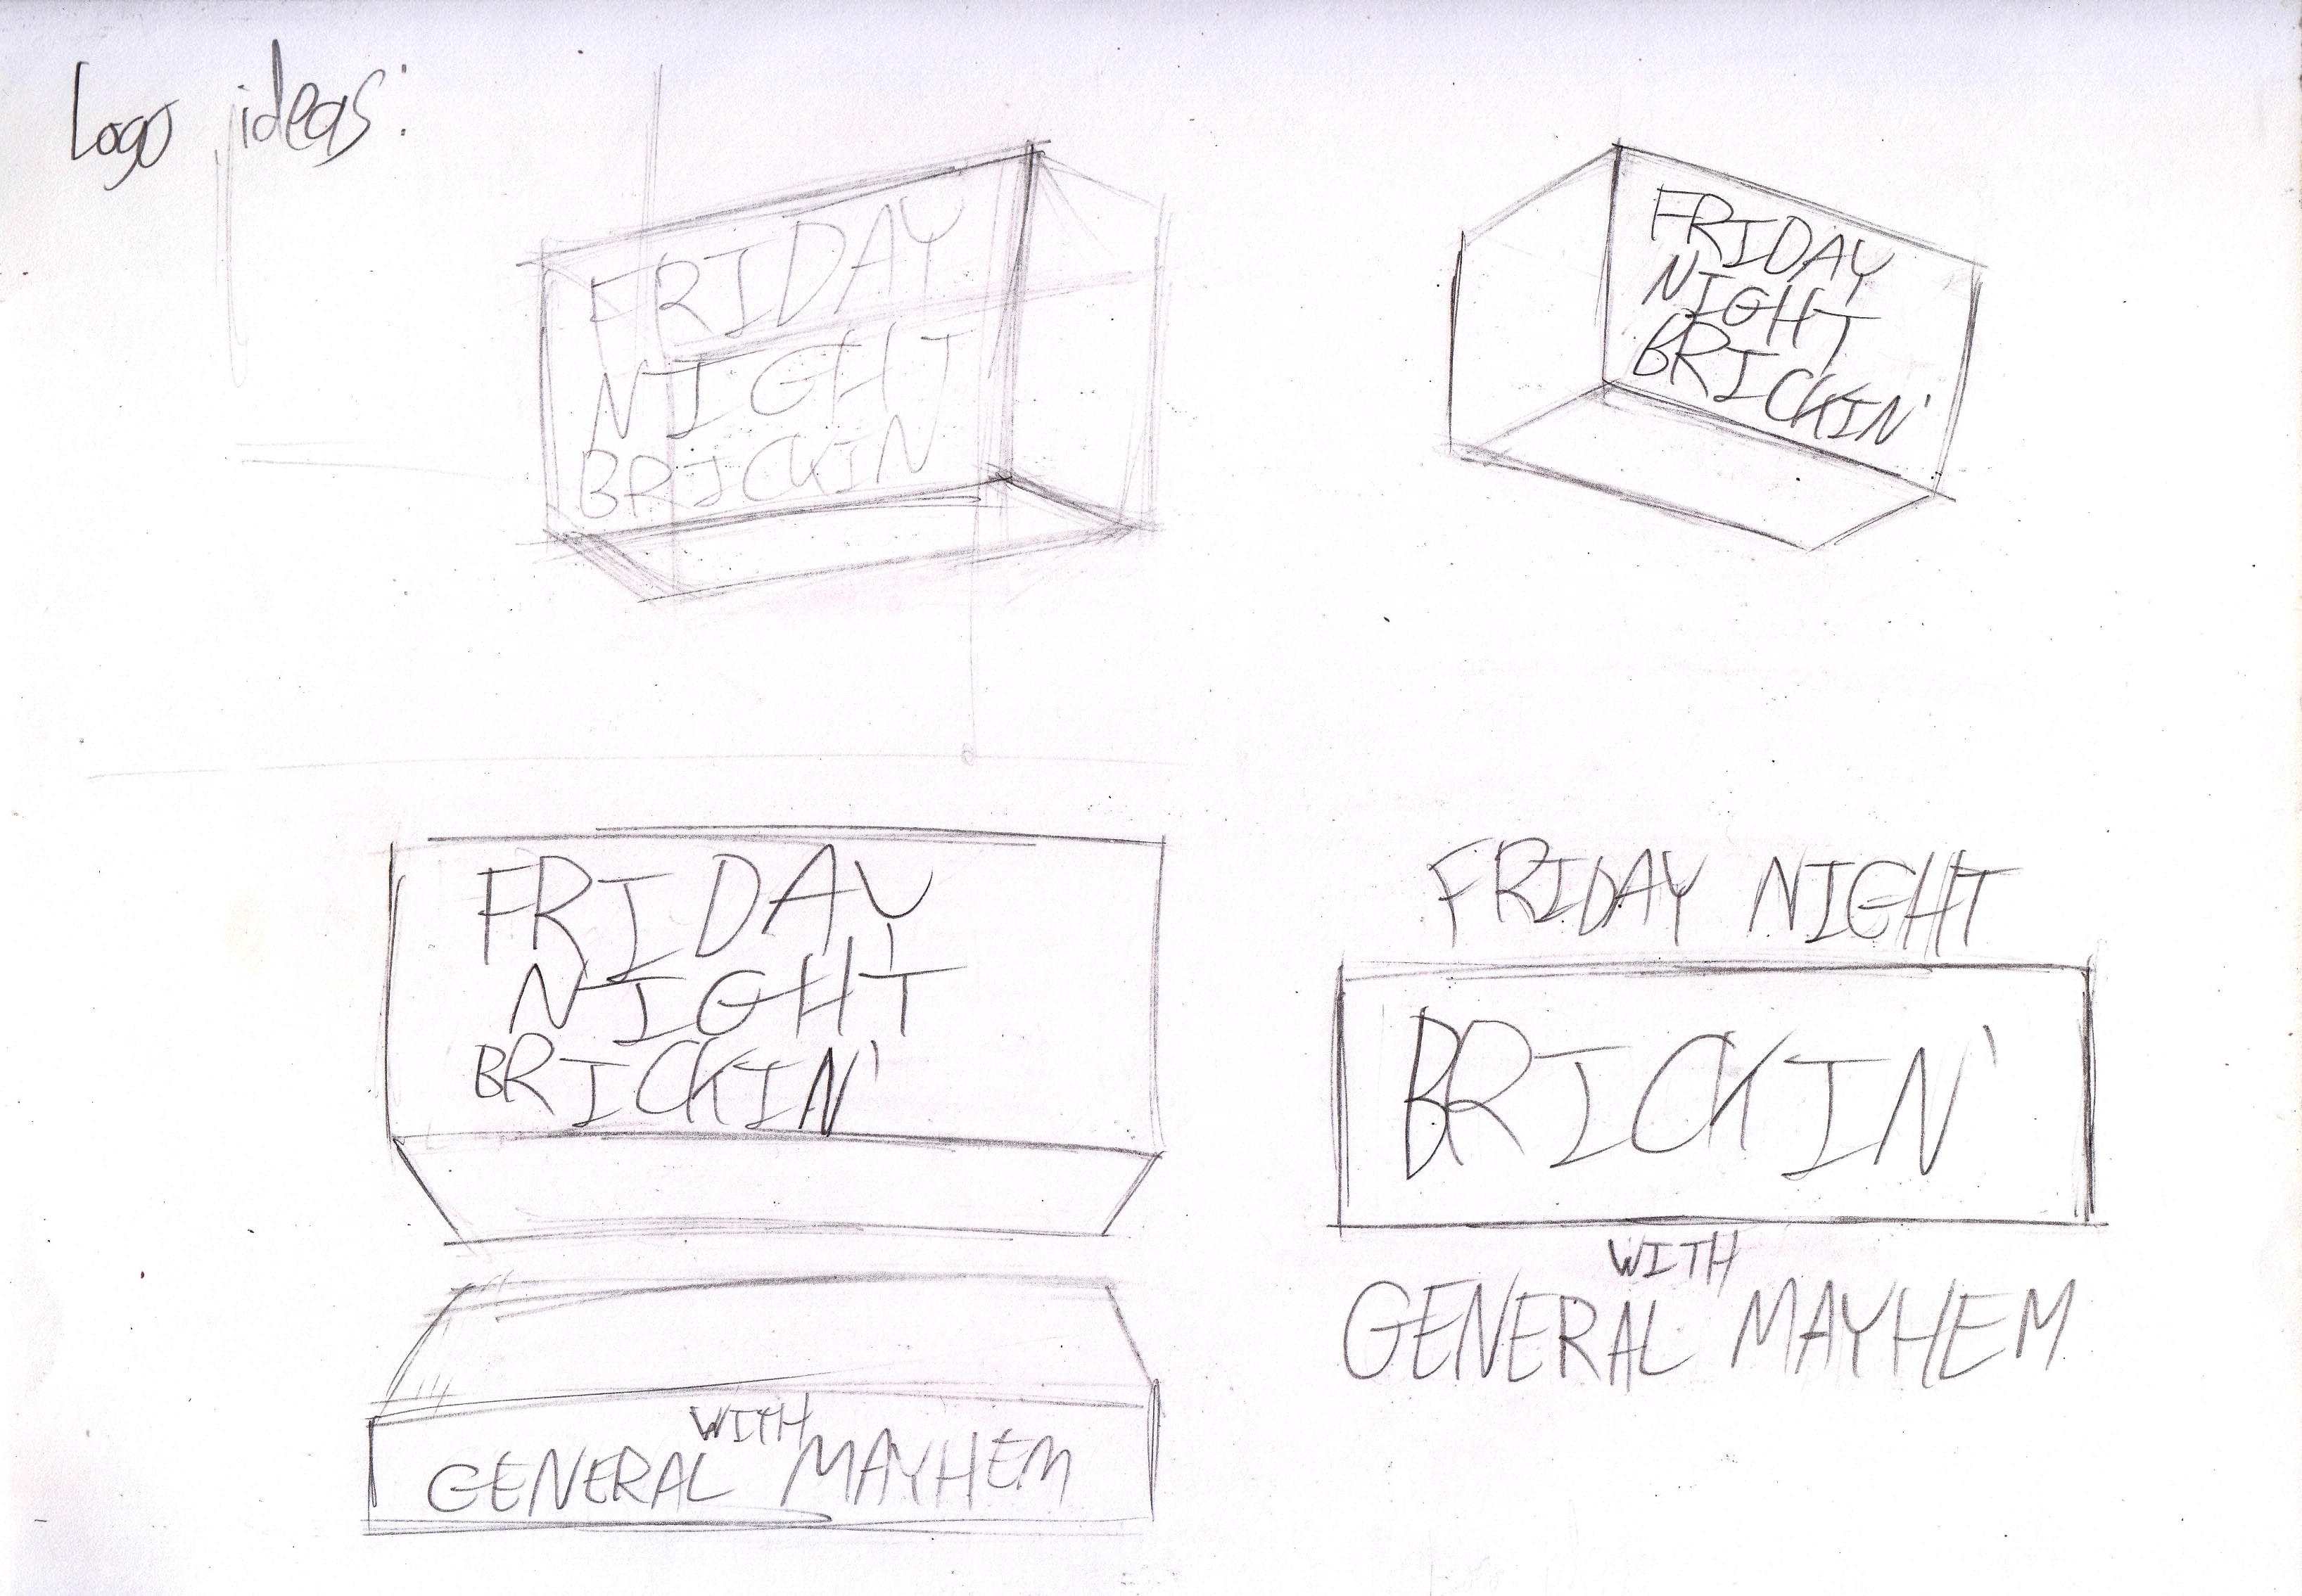 Logo ideas:
FRIDAY
NIGHT
BRICKIN
FRIDAY
NIGHT
BRICKIN'
FRIDAY
NIGHT
BRICKIN'
WITH
GENERAL MAYHEM
FRIDAY NIGHT
BRICKIN'
WITH
GENERAL MAYHEM